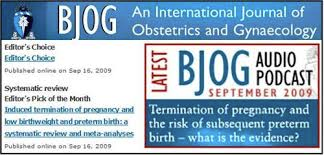 BJOG An International Journal of
Obstetrics and Gynaecology
Editor's Choice
Editor's Choice
Published online on Sep 16, 2009
Systematic review
Editor's Pick of the Month
Induced termination of pregnancy and
low birthweight and preterm birth: a
systematic review and meta-analyses
Published online on Sep 16, 2009
LATEST
BJOG AUDIO
PODCAST
SEPTEMBER 2009
Termination of pregnancy and
the risk of subsequent preterm
birth – what is the evidence?